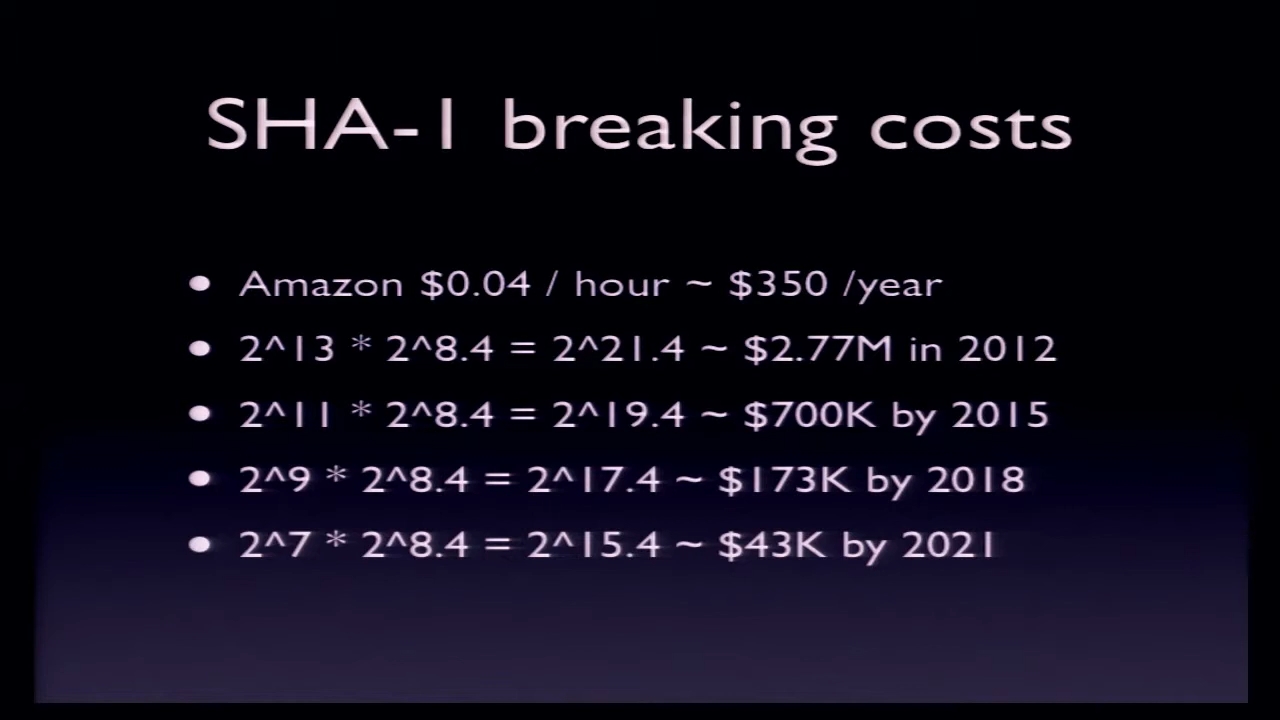 SHA-1 breaking costs
• Amazon $0.04 / hour ~ $350 /year
• 2^13 * 2^8.4 = 2^21.4 ~ $2.77M in 2012
• 2^11 * 2^8.4 = 2^19.4 ~ $700K by 2015
• 2^9 * 2^8.4 = 2^17.4 ~ $173K by 2018
• 2^7 * 2^8.4 = 2^15.4 ~ $43K by 2021